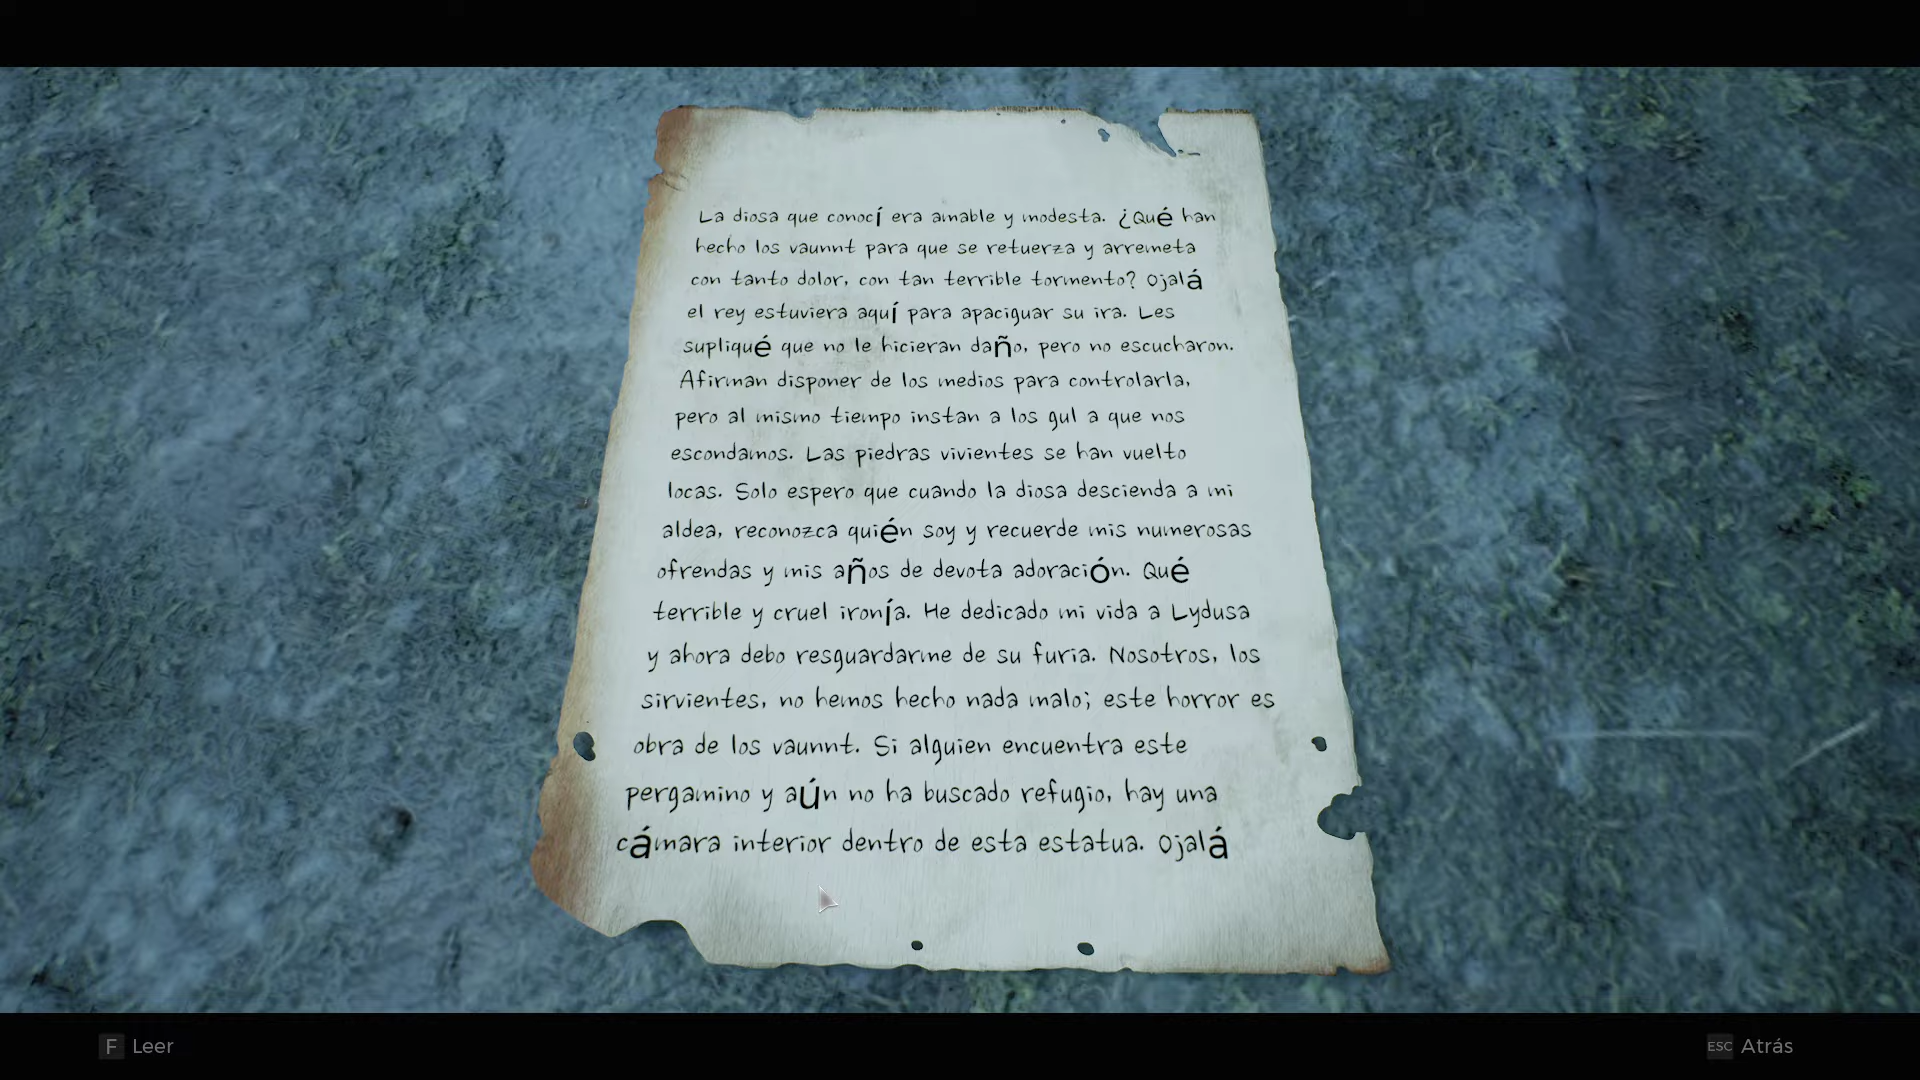 La diosa que conocí era amable y modesta. ¿Qué han
hecho los vaunnt para que se retuerza y arremeta
con tanto dolor, con tan terrible tormento? Ojalá
el rey estuviera aquí para apaciguar su ira. Les
supliqué que no le hicieran daño, pero no escucharon.
Afirman disponer de los medios para controlarla,
pero al mismo tiempo instan a los gul a que nos
escondamos. Las piedras vivientes se han vuelto
locas. Solo espero que cuando la diosa descienda a mi
aldea, reconozca quién soy y recuerde mis numerosas
ofrendas y mis años de devota adoración. Qué
terrible y cruel ironía. He dedicado mi vida a Lydusa
y ahora debo resguardarme de su furia. Nosotros, los
sirvientes, no hemos hecho nada malo; este horror es
obra de los vaunnt. Si alguien encuentra este
pergamino y aún no ha buscado refugio, hay una
cámara interior dentro de esta estatua. Ojalá
F Leer
ESC Atrás